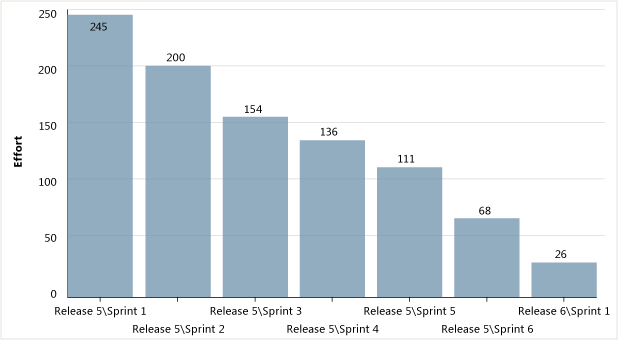 250
200
150
100
50
0
Effort
245
200
154
136
111
68
26
Release 5\Sprint 1
Release 5\Sprint 2
Release 5\Sprint 3
Release 5\Sprint 4
Release 5\Sprint 5
Release 5\Sprint 6
Release 6\Sprint 1